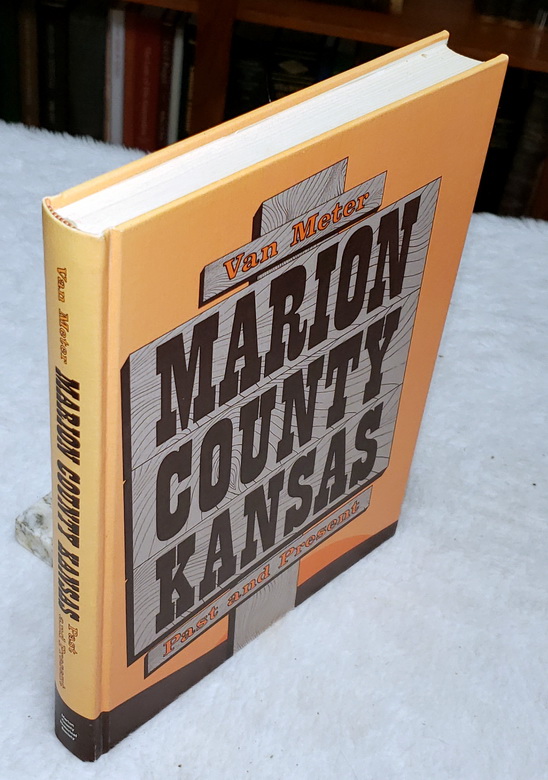 Van Meter
MARION
COUNTY
KANSAS
Past and Present
Van Meter MARION COUNTY KANSAS Past
and Present